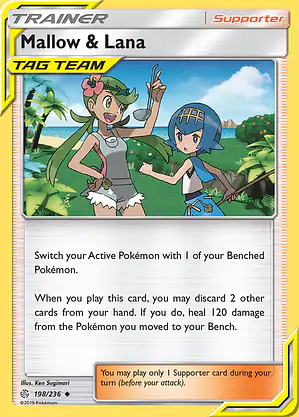 TRAINER
Supporter
Mallow & Lana
TAG TEAM
Switch your Active Pokémon with 1 of your Benched
Pokémon.
When you play this card, you may discard 2 other
cards from your hand. If you do, heal 120 damage
from the Pokémon you moved to your Bench.
Illus. Ken Sugimori
198/236
©2019 Pokémon
You may play only 1 Supporter card during your
turn (before your attack).